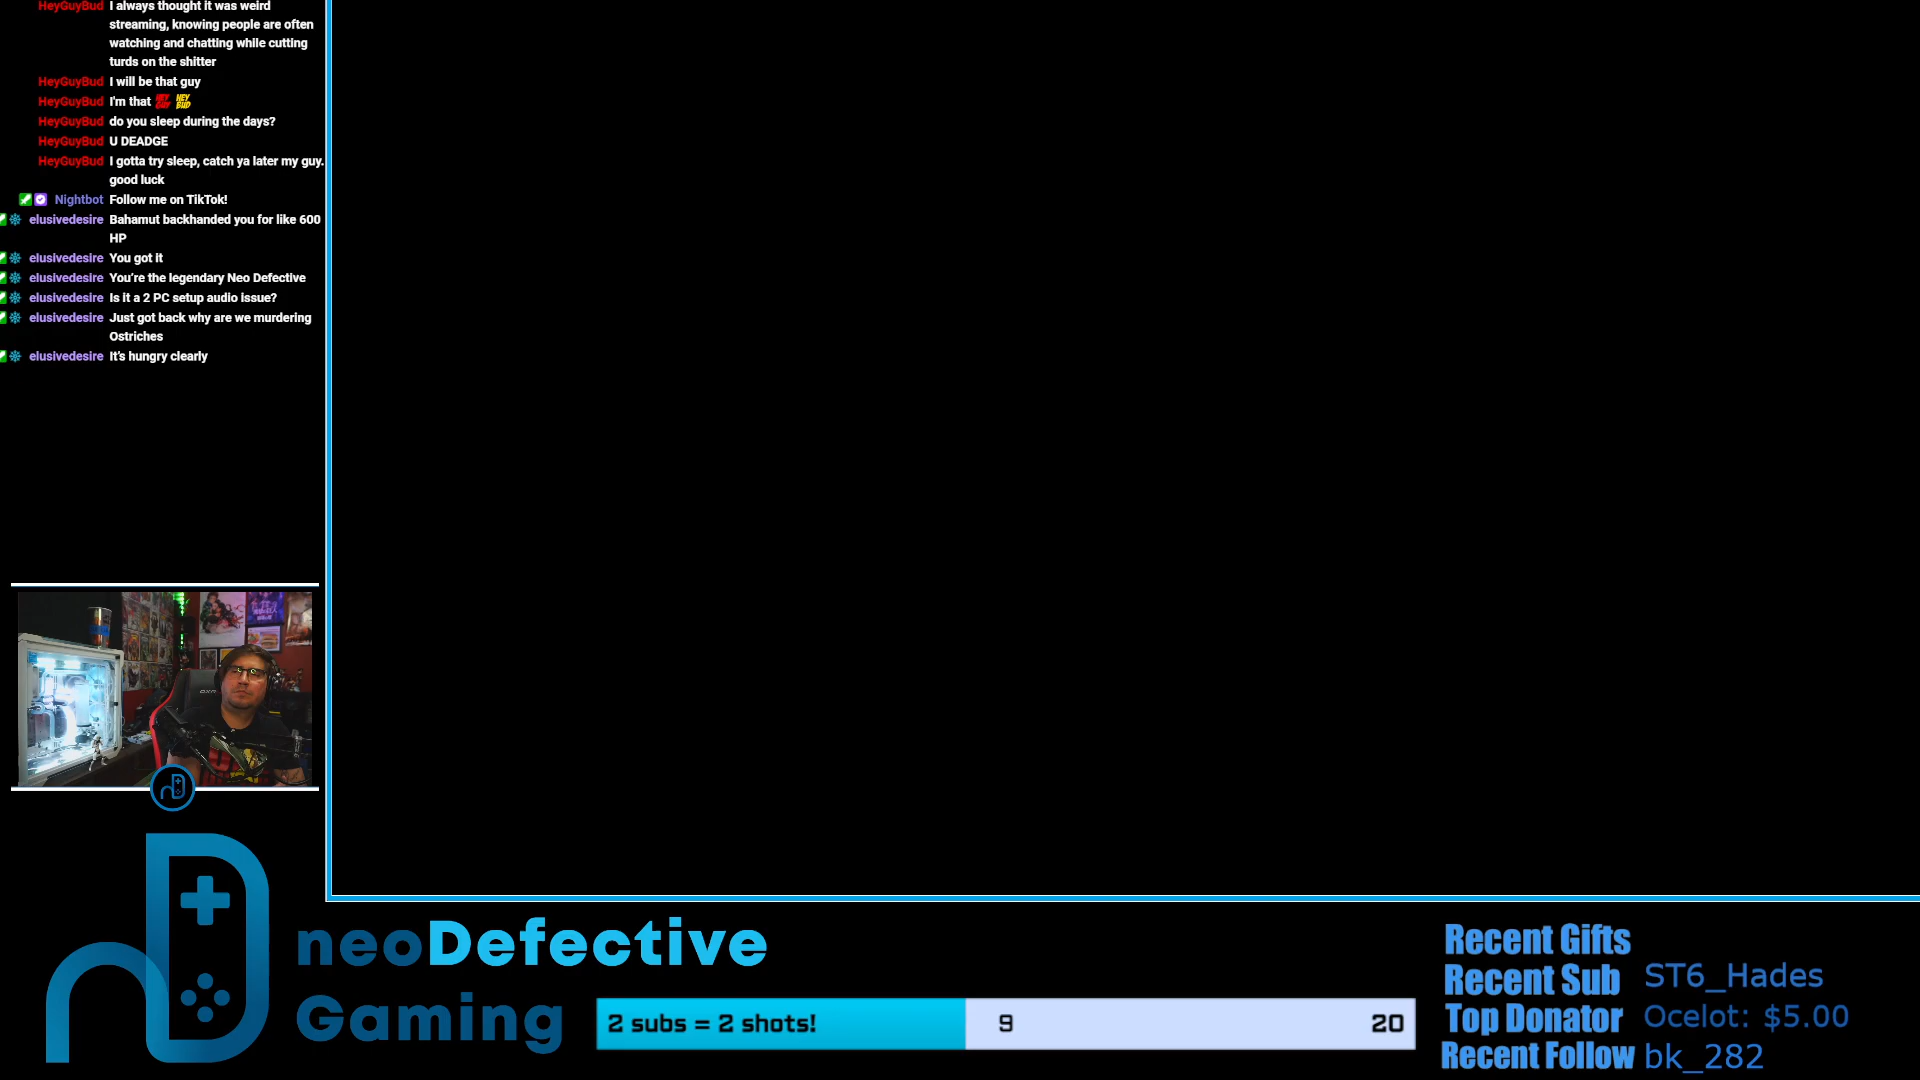 HeyGuyBud I always thought it was weird
streaming, knowing people are often
watching and chatting while cutting
turds on the shitter
HeyGuyBud I will be that guy
HeyGuyBud I'm that HEY GUY HEY BUD
HeyGuyBud do you sleep during the days?
HeyGuyBud U DEADGE
HeyGuyBud I gotta try sleep, catch ya later my guy.
good luck
Nightbot Follow me on TikTok!
elusivedesire Bahamut backhanded you for like 600
HP
elusivedesire You got it
elusivedesire You’re the legendary Neo Defective
elusivedesire Is it a 2 PC setup audio issue?
elusivedesire Just got back why are we murdering
Ostriches
elusivedesire It’s hungry clearly
neoDefective
Gaming
2 subs = 2 shots! 9 20
Recent Gifts
Recent Sub ST6_Hades
Top Donator Ocelot: $5.00
Recent Follow bk_282